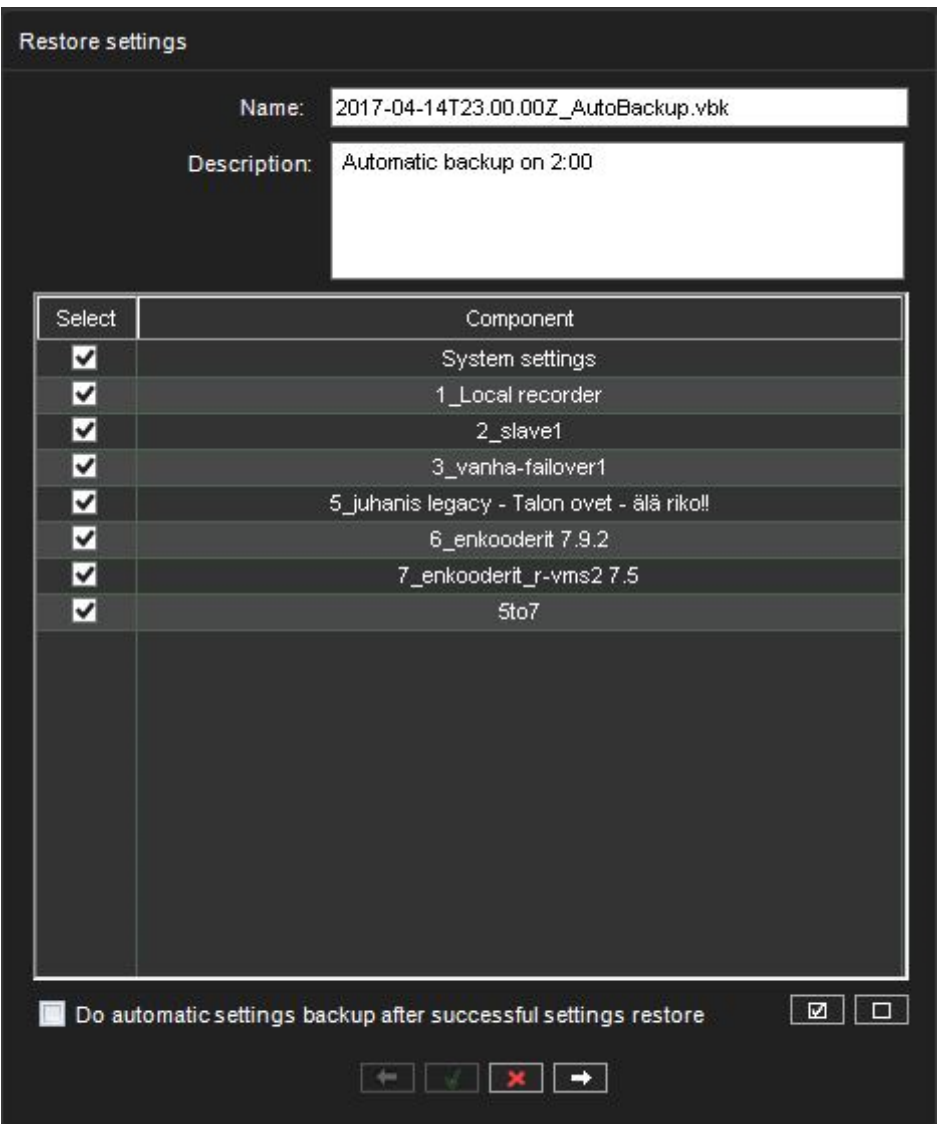 Restore settings
Name: 2017-04-14T23.00.00Z_AutoBackup.vbk
Description: Automatic backup on 2:00
Select Component
System settings
1_Local recorder
2_slave1
3_vanha-failover1
5_juhanis legacy - Talon ovet - älä riko!!
6_enkooderit 7.9.2
7_enkooderit_r-vms2 7.5
5to7
Do automatic settings backup after successful settings restore